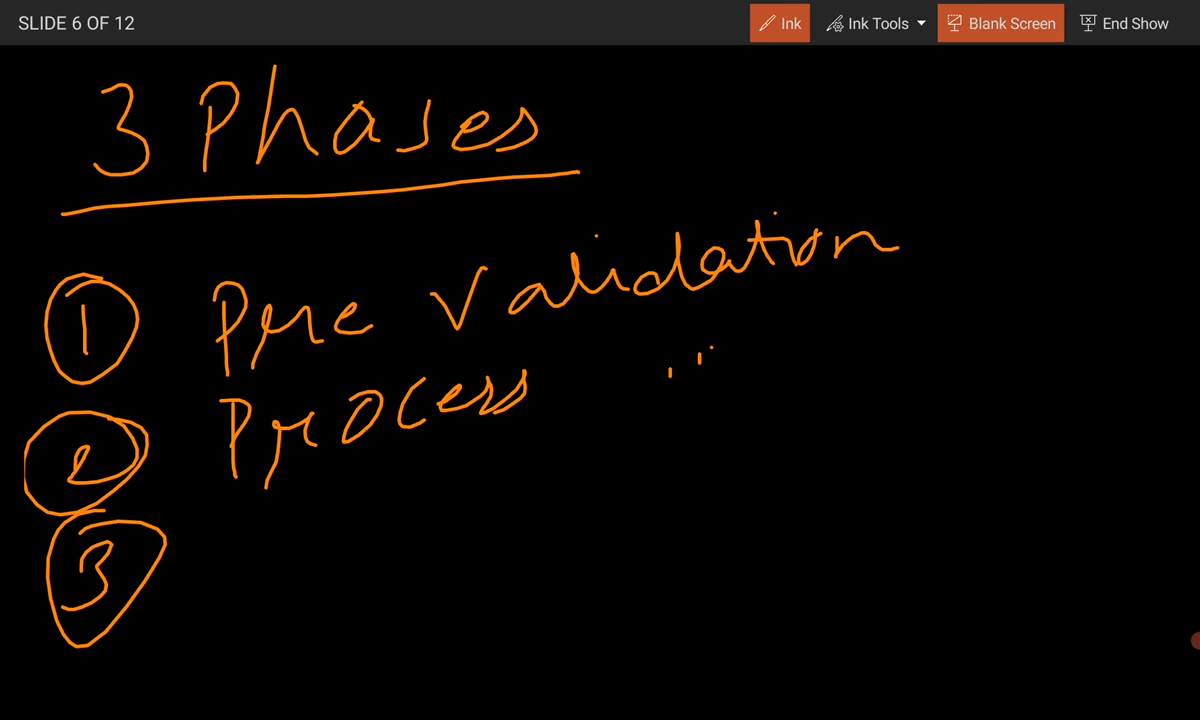 SLIDE 6 OF 12 Ink Ink Tools Blank Screen End Show
3 Phases
1 Pre Validation
2 Process ,,
3